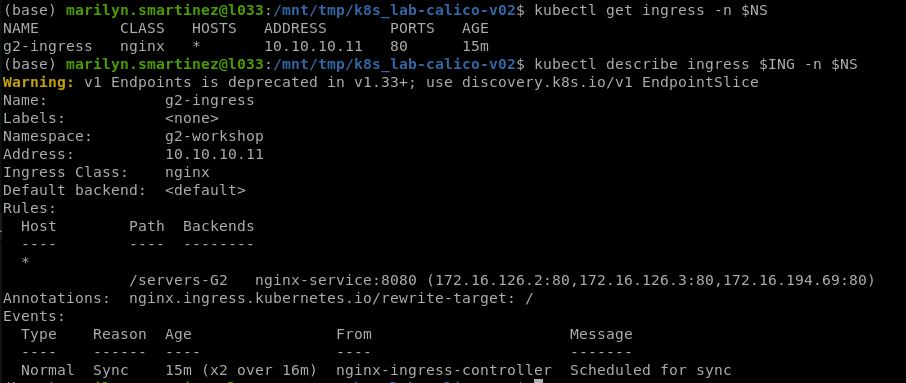 (base) marilyn.smartinez@l033:/mnt/tmp/k8s_lab-calico-v02$ kubectl get ingress -n $NS
NAME         CLASS   HOSTS   ADDRESS       PORTS   AGE
g2-ingress   nginx   *       10.10.10.11   80      15m
(base) marilyn.smartinez@l033:/mnt/tmp/k8s_lab-calico-v02$ kubectl describe ingress $ING -n $NS
Warning: v1 Endpoints is deprecated in v1.33+; use discovery.k8s.io/v1 EndpointSlice
Name:             g2-ingress
Labels:           <none>
Namespace:        g2-workshop
Address:          10.10.10.11
Ingress Class:    nginx
Default backend:  <default>
Rules:
  Host        Path  Backends
  ----        ----  --------
  *
              /servers-G2   nginx-service:8080 (172.16.126.2:80,172.16.126.3:80,172.16.194.69:80)
Annotations:  nginx.ingress.kubernetes.io/rewrite-target: /
Events:
  Type    Reason  Age                From                      Message
  ----    ------  ----               ----                      -------
  Normal  Sync    15m (x2 over 16m)  nginx-ingress-controller  Scheduled for sync